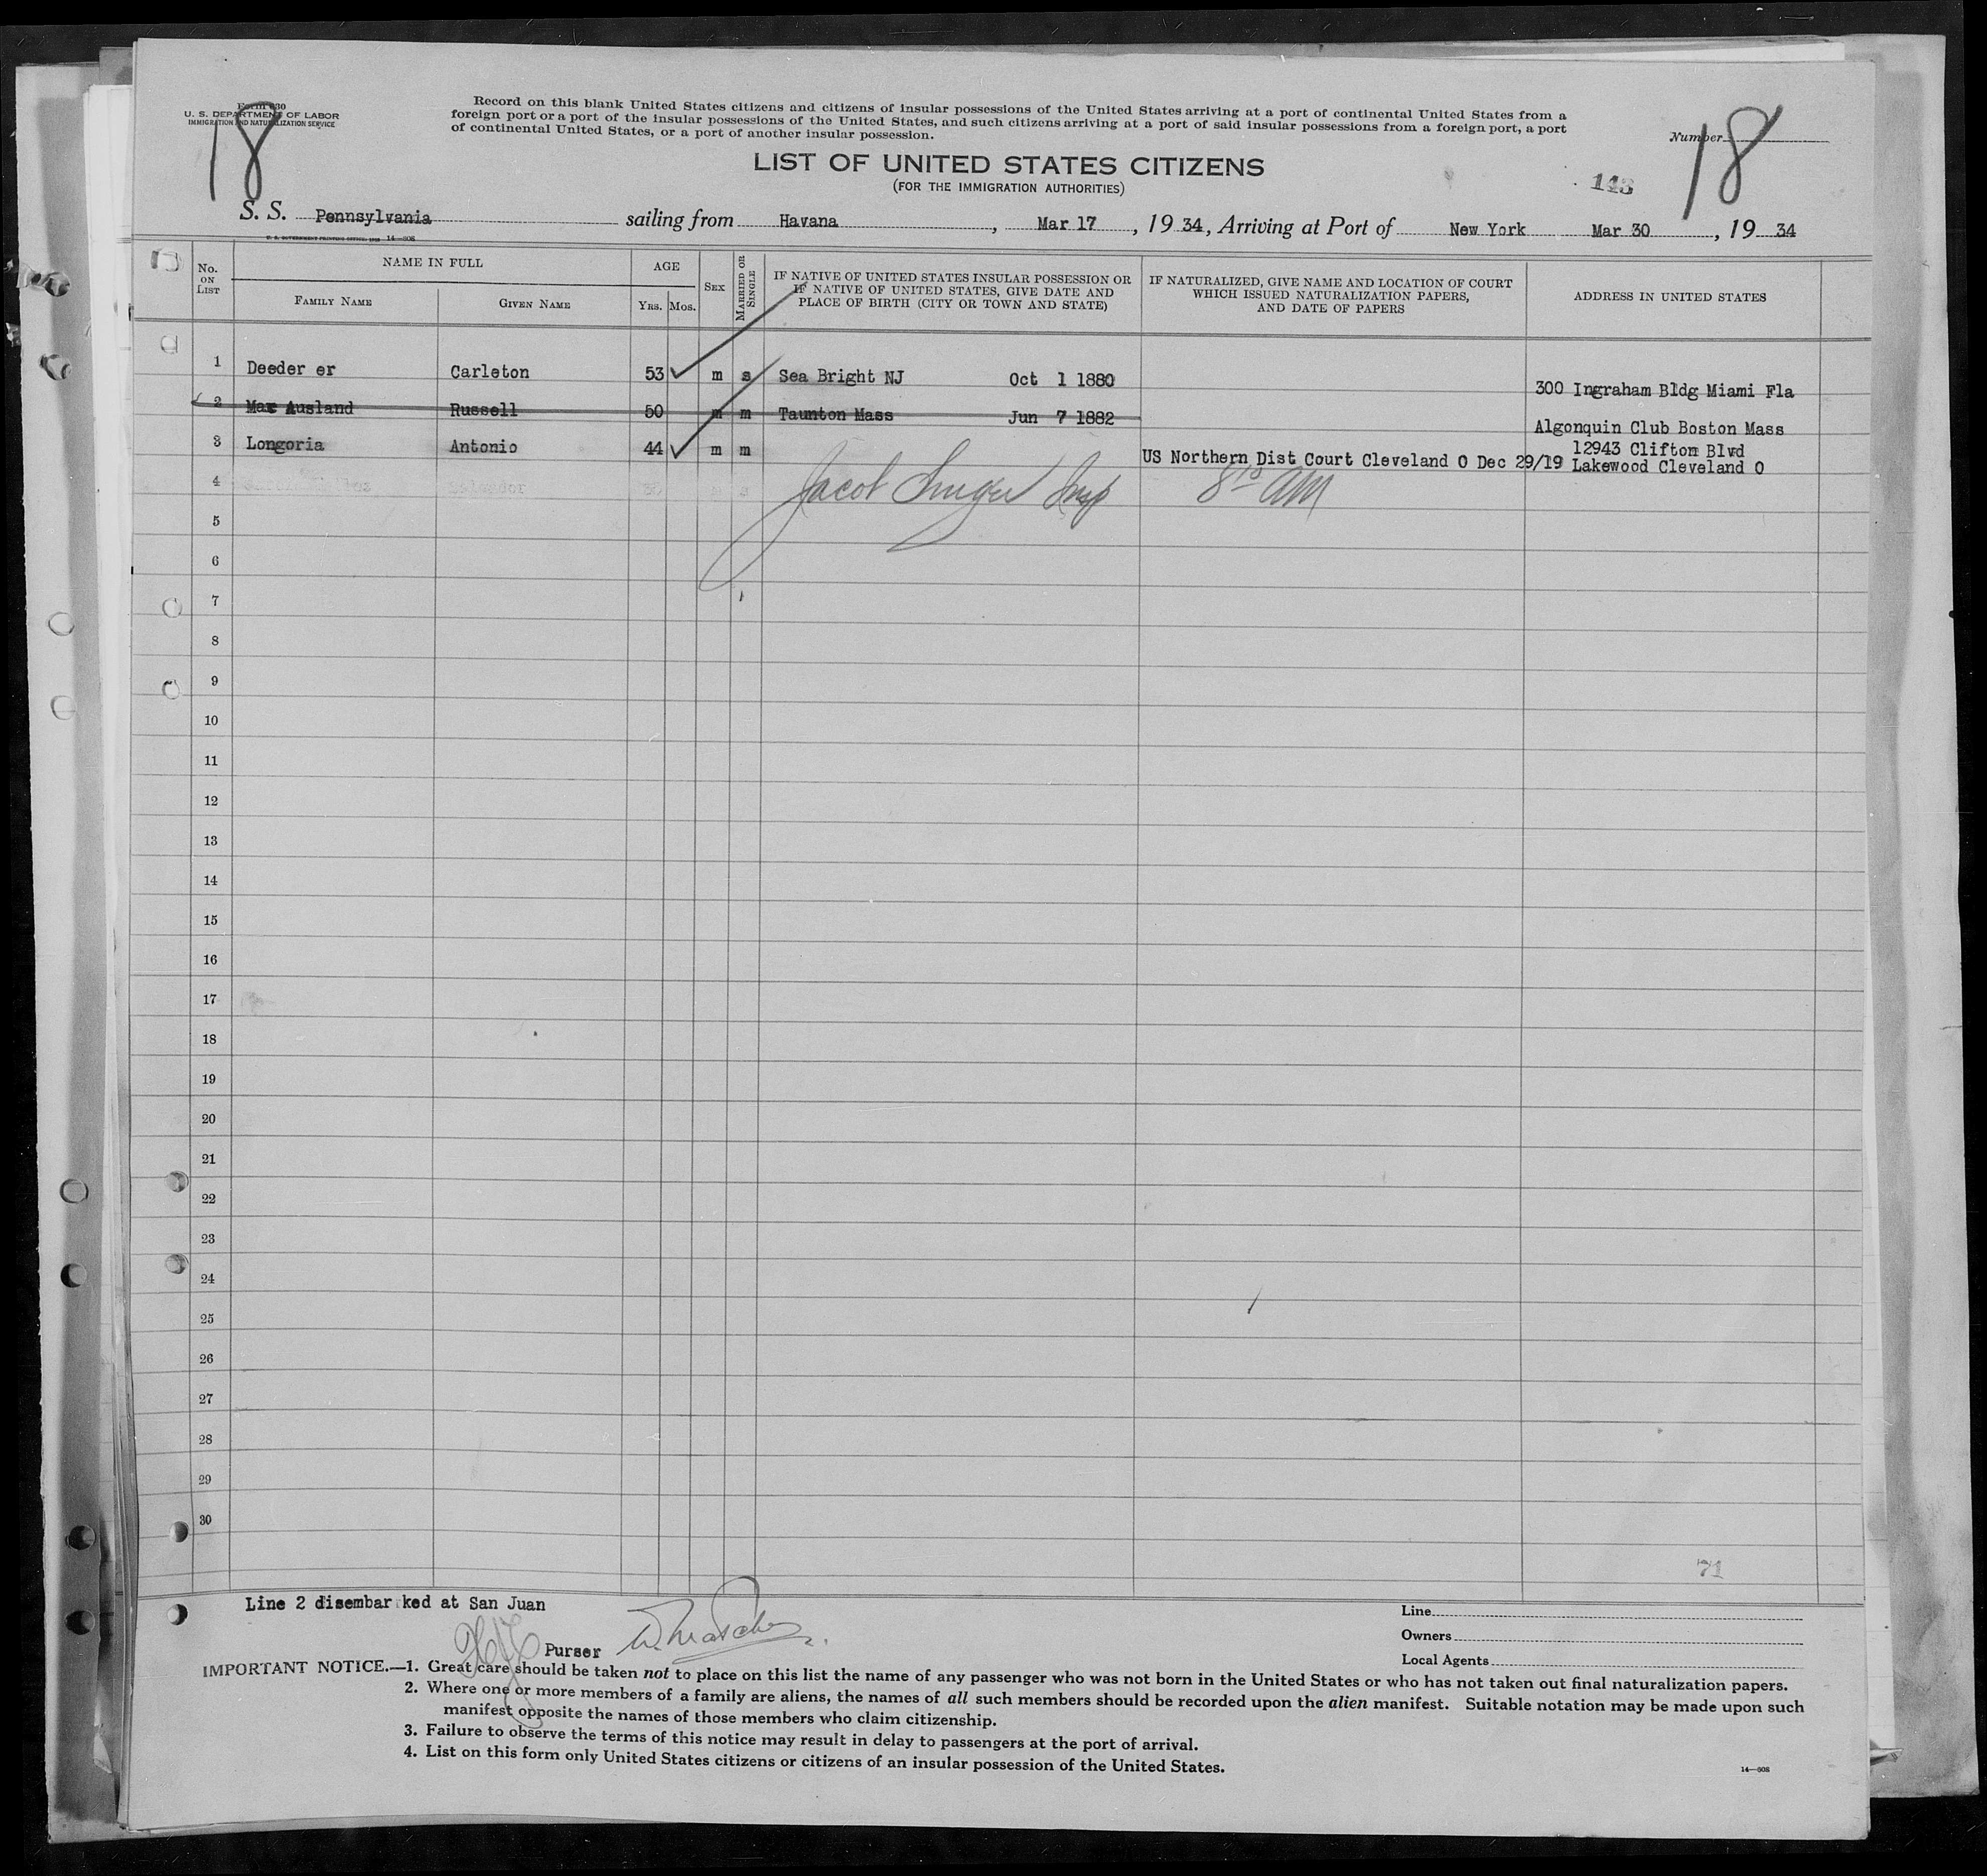 Form 630
U. S. DEPARTMENT OF LABOR
IMMIGRATION AND NATURALIZATION SERVICE
18
Record on this blank United States citizens and citizens of insular possessions of the United States arriving at a port of continental United States from a
foreign port or a port of the insular possessions of the United States, and such citizens arriving at a port of said insular possessions from a foreign port, a port
of continental United States, or a port of another insular possession.
Number 18
LIST OF UNITED STATES CITIZENS
(FOR THE IMMIGRATION AUTHORITIES)
S. S. Pennsylvania sailing from Havana, Mar 17, 19 34, Arriving at Port of New York Mar 30, 19 34
No. ON LIST
NAME IN FULL
FAMILY NAME
GIVEN NAME
AGE
YRS. MOS.
SEX
MARRIED OR SINGLE
IF NATIVE OF UNITED STATES INSULAR POSSESSION OR
IF NATIVE OF UNITED STATES, GIVE DATE AND
PLACE OF BIRTH (CITY OR TOWN AND STATE)
IF NATURALIZED, GIVE NAME AND LOCATION OF COURT
WHICH ISSUED NATURALIZATION PAPERS,
AND DATE OF PAPERS
ADDRESS IN UNITED STATES
1 Deeder er Carleton 53 m s Sea Bright NJ Oct 1 1880 300 Ingraham Bldg Miami Fla
2 Mac Ausland Russell 50 m m Taunton Mass Jun 7 1882 Algonquin Club Boston Mass
3 Longoria Antonio 44 m m US Northern Dist Court Cleveland O Dec 29/19 12943 Clifton Blvd
Lakewood Cleveland O
4 Jacob Insp 8 10 AM
5
6
7
8
9
10
11
12
13
14
15
16
17
18
19
20
21
22
23
24
25
26
27
28
29
30
71
Line 2 disembar ked at San Juan
Purser
Line
Owners
Local Agents
IMPORTANT NOTICE.—1. Great care should be taken not to place on this list the name of any passenger who was not born in the United States or who has not taken out final naturalization papers.
2. Where one or more members of a family are aliens, the names of all such members should be recorded upon the alien manifest. Suitable notation may be made upon such
manifest opposite the names of those members who claim citizenship.
3. Failure to observe the terms of this notice may result in delay to passengers at the port of arrival.
4. List on this form only United States citizens or citizens of an insular possession of the United States.
14—608